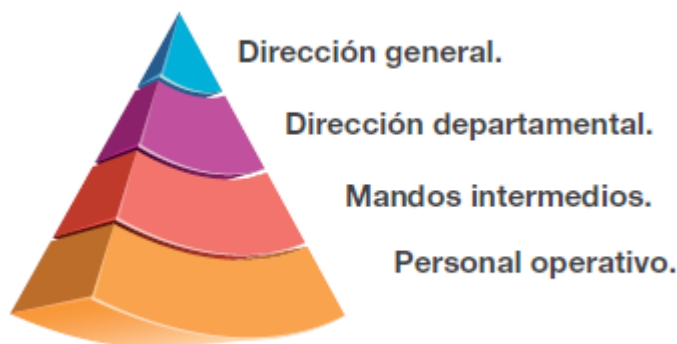 Dirección general.
Dirección departamental.
Mandos intermedios.
Personal operativo.